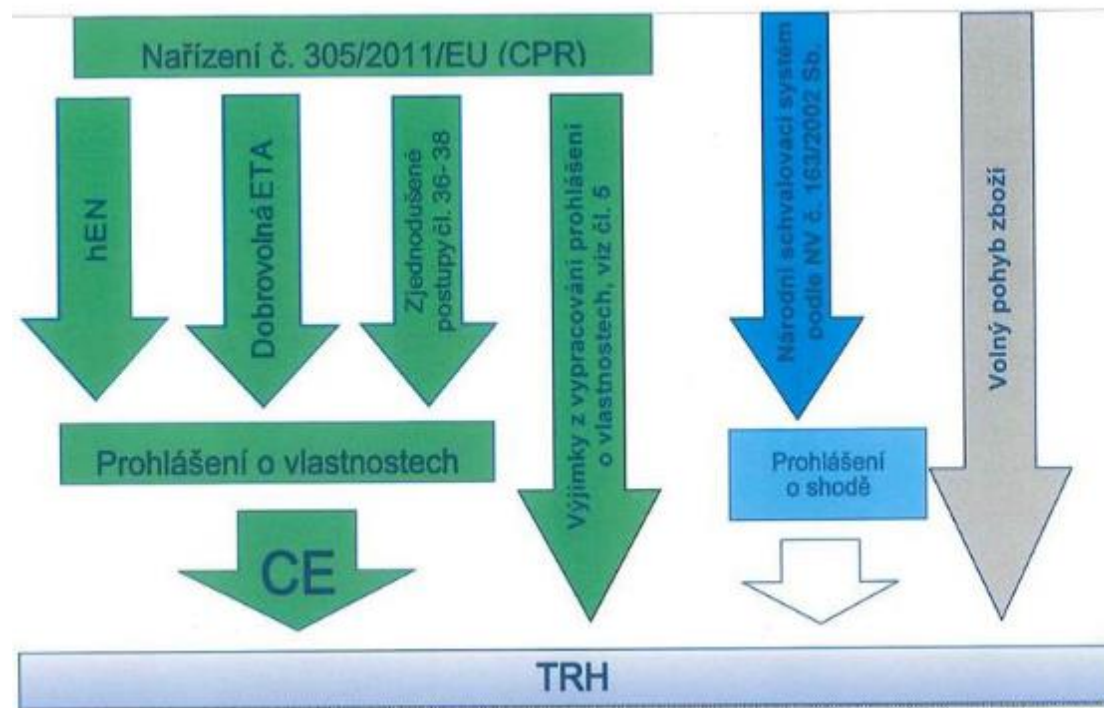 Nařízení č. 305/2011/EU (CPR)
hEN
Dobrovolná ETA
Zjednodušené
postupy čl. 36- 38
Výjimky z vypracování prohlášení
o vlastnostech, viz čl. 5
Národní schvalovací systém
podle NV č. 163/2002 Sb.
Volný pohyb zboží
Prohlášení o vlastnostech
Prohlášení
o shodě
CE
TRH